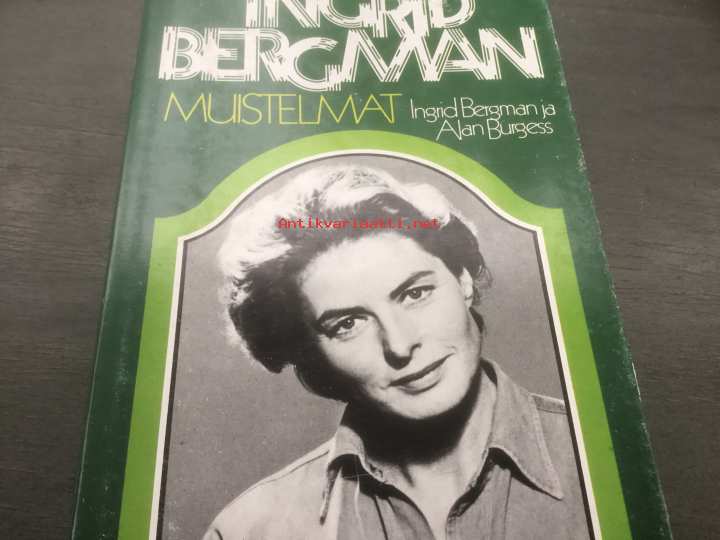 INGRID
BERGMAN
MUISTELMAT Ingrid Bergman ja
Alan Burgess
Antikvariaatti.net